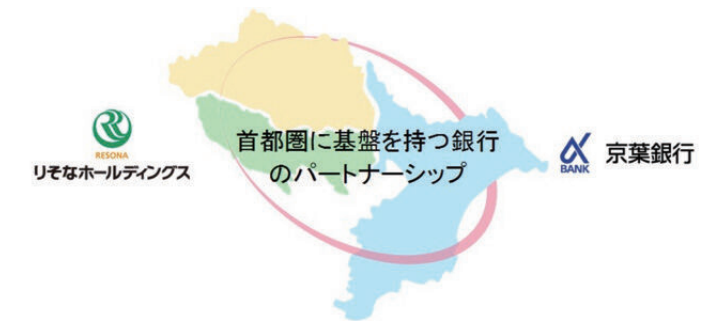 首都圏に基盤を持つ銀行
のパートナーシップ
RESONA
りそなホールディングス
α
BANK
京葉銀行